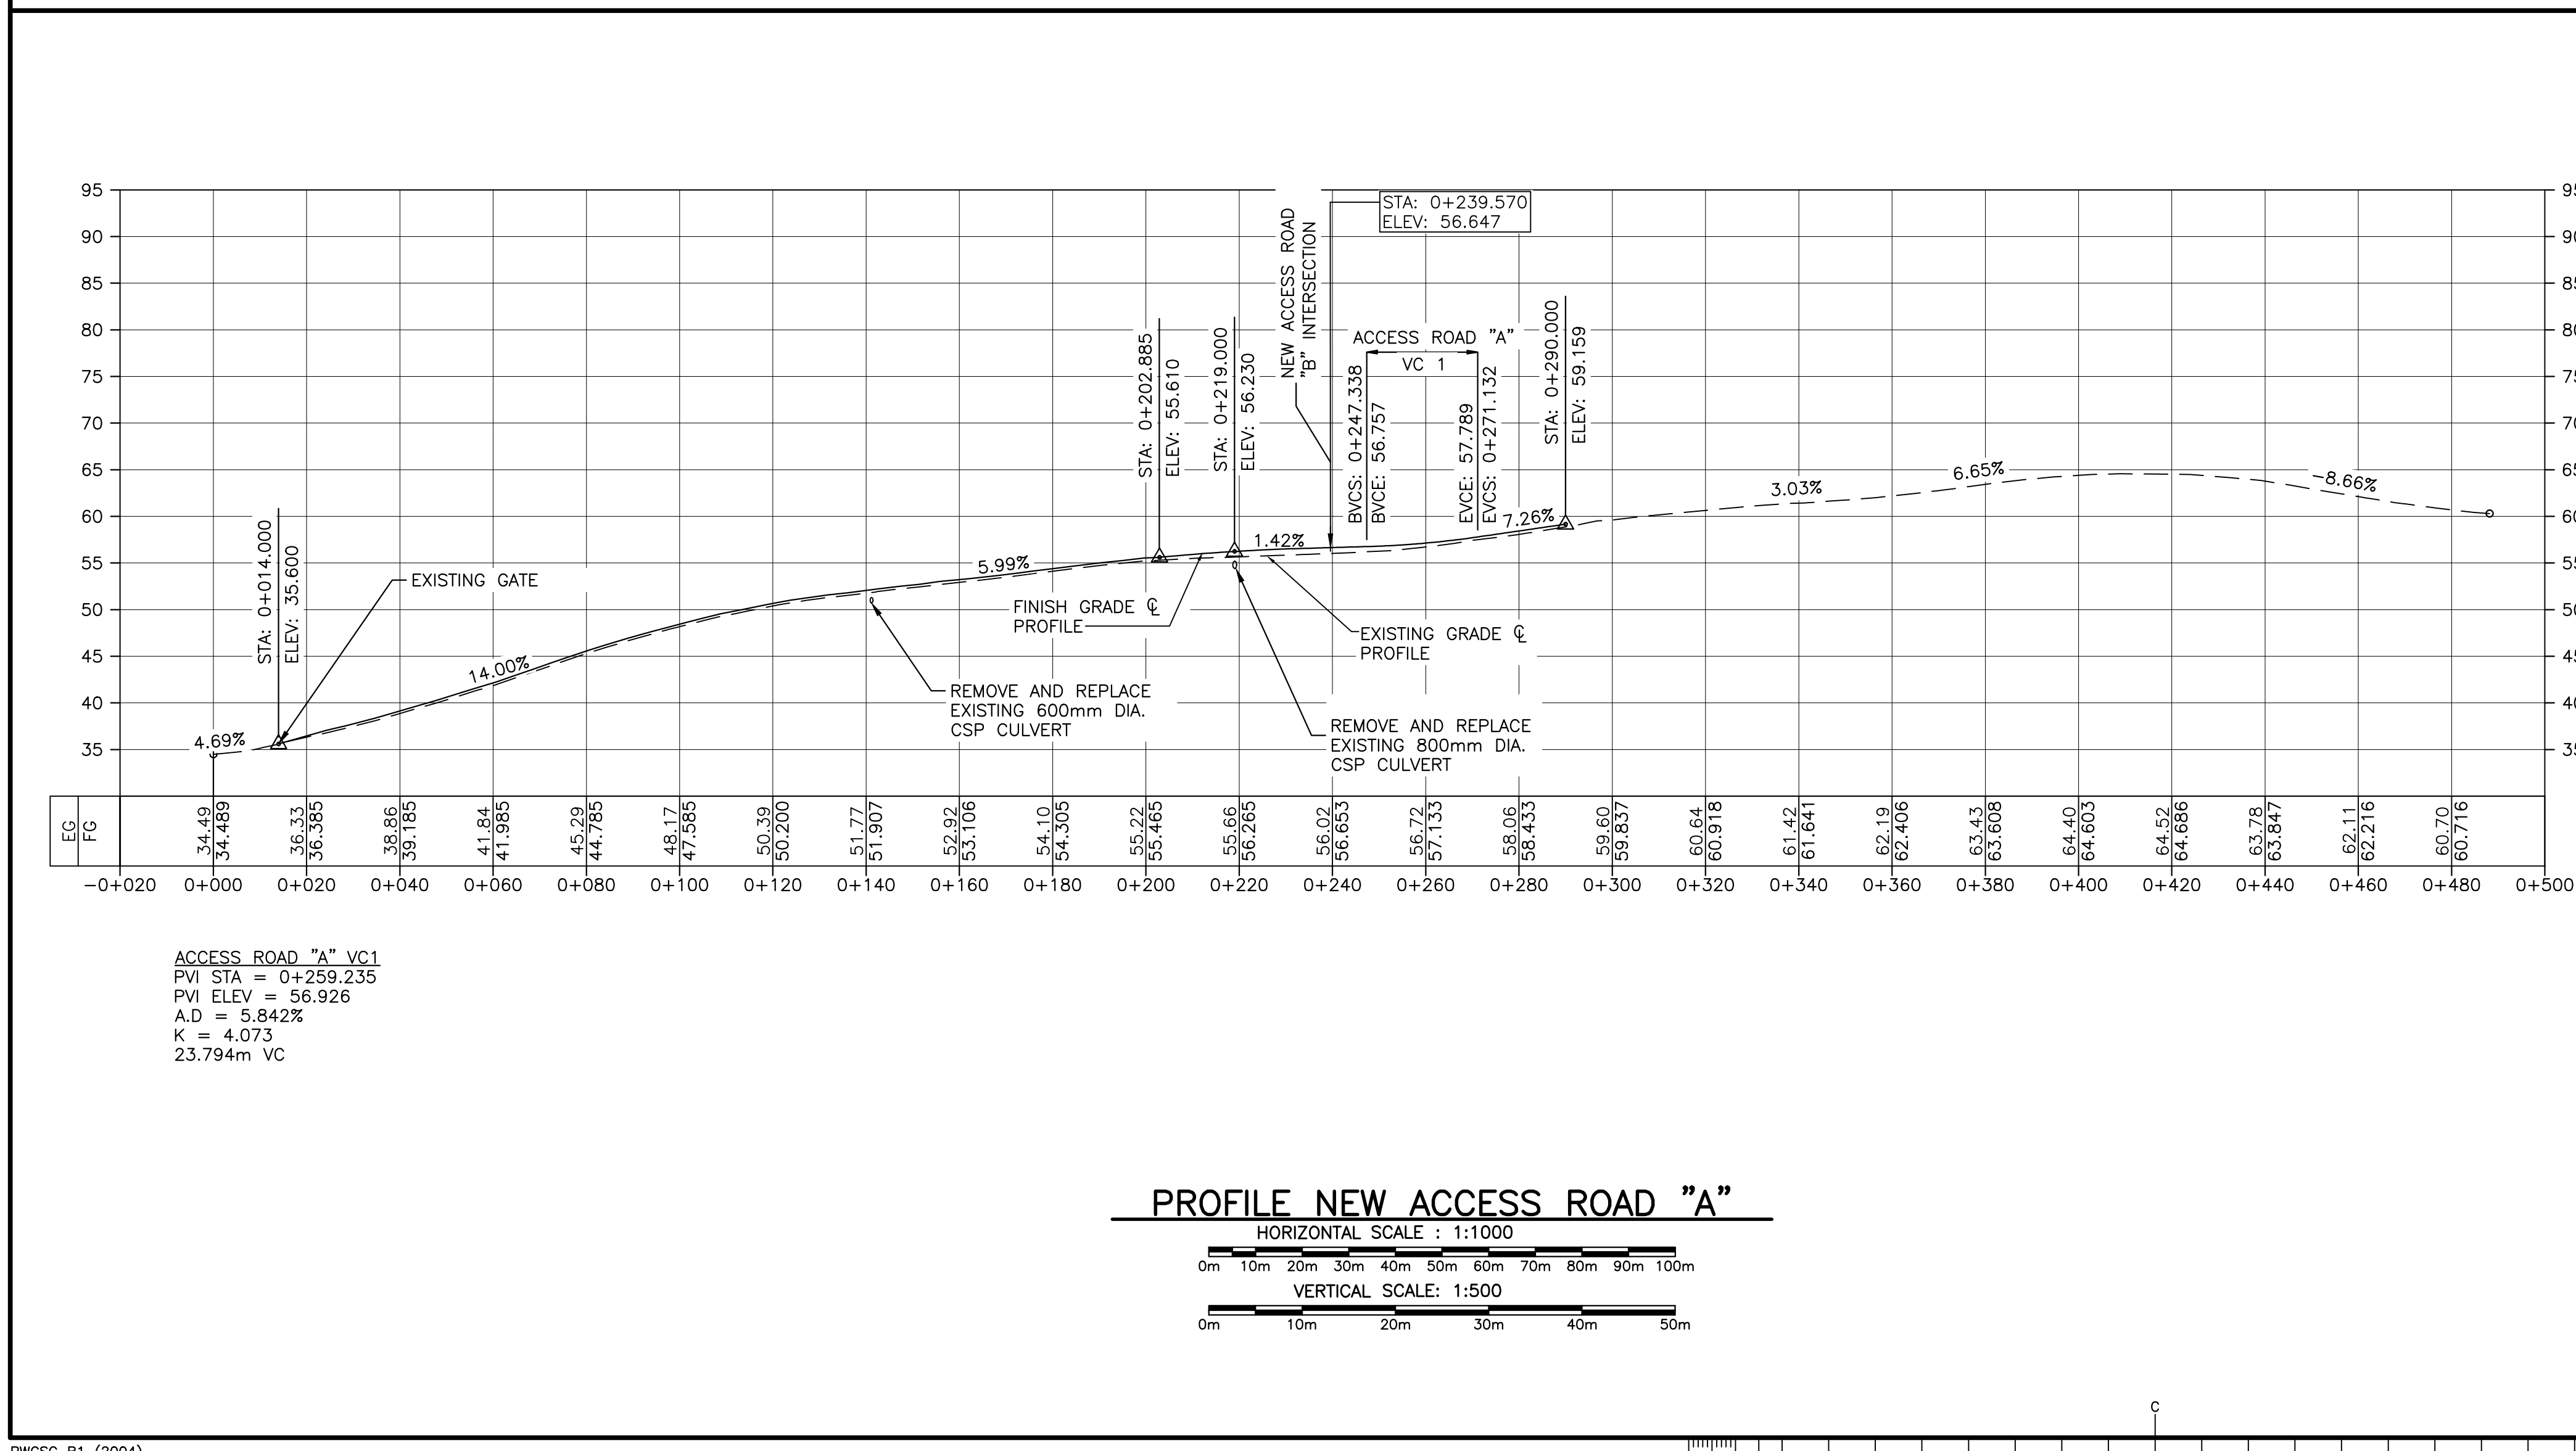 95
90
85
80
75
70
65
60
55
50
45
40
35
STA: 0+014.000
ELEV: 35.600
EXISTING GATE
4.69%
14.00%
5.99%
1.42%
7.26%
3.03%
6.65%
-8.66%
STA: 0+202.885
ELEV: 55.610
STA: 0+219.000
ELEV: 56.230
NEW ACCESS ROAD
"B" INTERSECTION
STA: 0+239.570
ELEV: 56.647
ACCESS ROAD "A"
VC 1
BVCS: 0+247.338
BVCE: 56.757
EVCE: 57.789
EVCS: 0+271.132
STA: 0+290.000
ELEV: 59.159
FINISH GRADE ℄
PROFILE
EXISTING GRADE ℄
PROFILE
REMOVE AND REPLACE
EXISTING 600mm DIA.
CSP CULVERT
REMOVE AND REPLACE
EXISTING 800mm DIA.
CSP CULVERT
EG 34.49 36.33 38.86 41.84 45.29 48.17 50.39 51.77 52.92 54.10 55.22 55.66 56.02 56.72 58.06 59.60 60.64 61.42 62.19 63.43 64.40 64.52 63.78 62.11 60.70
FG 34.489 36.385 39.185 41.985 44.785 47.585 50.200 51.907 53.106 54.305 55.465 56.265 56.653 57.133 58.433 59.837 60.918 61.641 62.406 63.608 64.603 64.686 63.847 62.216 60.716
-0+020 0+000 0+020 0+040 0+060 0+080 0+100 0+120 0+140 0+160 0+180 0+200 0+220 0+240 0+260 0+280 0+300 0+320 0+340 0+360 0+380 0+400 0+420 0+440 0+460 0+480 0+500
ACCESS ROAD "A" VC1
PVI STA = 0+259.235
PVI ELEV = 56.926
A.D = 5.842%
K = 4.073
23.794m VC
PROFILE NEW ACCESS ROAD "A"
HORIZONTAL SCALE : 1:1000
0m 10m 20m 30m 40m 50m 60m 70m 80m 90m 100m
VERTICAL SCALE: 1:500
0m 10m 20m 30m 40m 50m
C